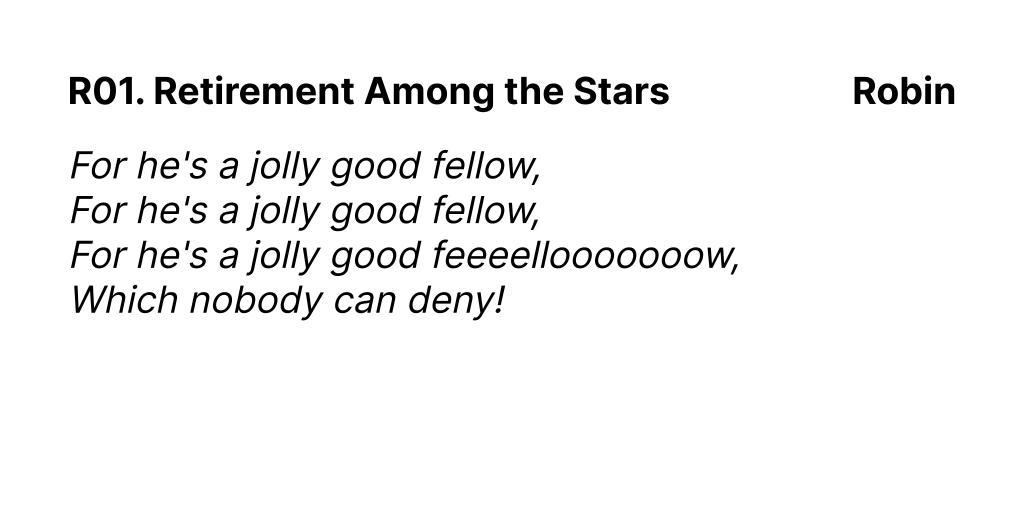 R01. Retirement Among the Stars Robin
For he's a jolly good fellow,
For he's a jolly good fellow,
For he's a jolly good feeeellooooooow,
Which nobody can deny!